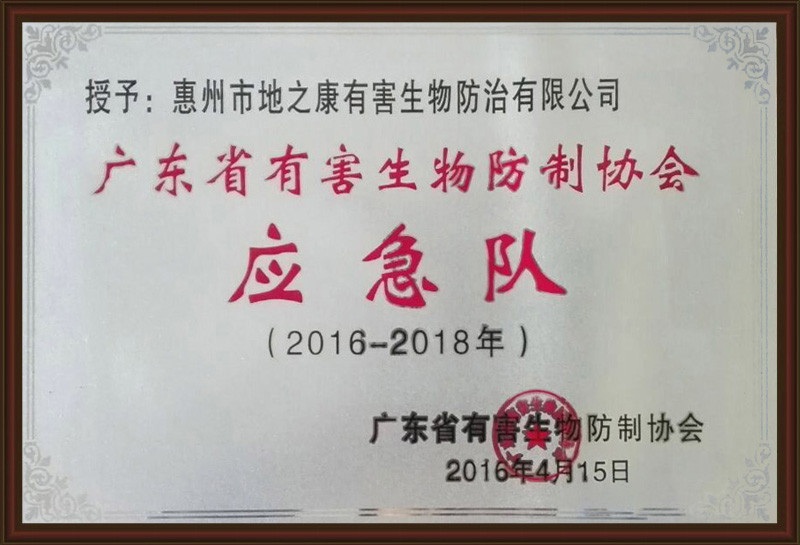 授予：惠州市地之康有害生物防治有限公司
广东省有害生物防制协会
应急队
（2016-2018年）
广东省有害生物防制协会
2016年4月15日